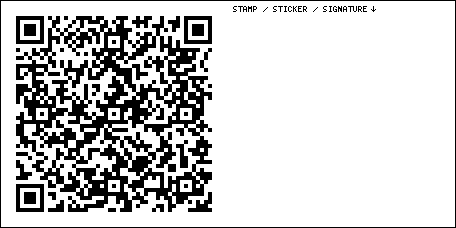 STAMP / STICKER / SIGNATURE ↓